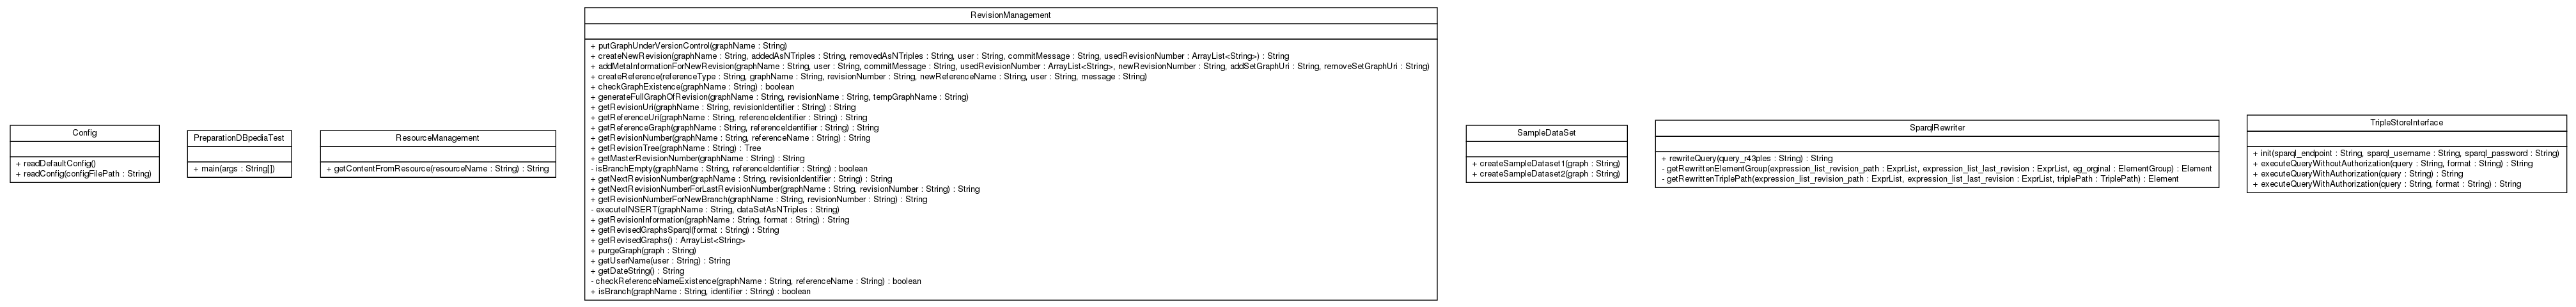 Config
+ readDefaultConfig()
+ readConfig(configFilePath : String)
PreparationDBpediaTest
+ main(args : String[])
ResourceManagement
+ getContentFromResource(resourceName : String) : String
RevisionManagement
+ putGraphUnderVersionControl(graphName : String)
+ createNewRevision(graphName : String, addedAsNTriples : String, removedAsNTriples : String, user : String, commitMessage : String, usedRevisionNumber : ArrayList<String>) : String
+ addMetaInformationForNewRevision(graphName : String, user : String, commitMessage : String, usedRevisionNumber : ArrayList<String>, newRevisionNumber : String, addSetGraphUri : String, removeSetGraphUri : String)
+ createReference(referenceType : String, graphName : String, revisionNumber : String, newReferenceName : String, user : String, message : String)
+ checkGraphExistence(graphName : String) : boolean
+ generateFullGraphOfRevision(graphName : String, revisionName : String, tempGraphName : String)
+ getRevisionUri(graphName : String, revisionIdentifier : String) : String
+ getReferenceUri(graphName : String, referenceIdentifier : String) : String
+ getReferenceGraph(graphName : String, referenceIdentifier : String) : String
+ getRevisionNumber(graphName : String, referenceName : String) : String
+ getRevisionTree(graphName : String) : Tree
+ getMasterRevisionNumber(graphName : String) : String
- isBranchEmpty(graphName : String, referenceIdentifier : String) : boolean
+ getNextRevisionNumber(graphName : String, revisionIdentifier : String) : String
+ getNextRevisionNumberForLastRevisionNumber(graphName : String, revisionNumber : String) : String
+ getRevisionNumberForNewBranch(graphName : String, revisionNumber : String) : String
- executeINSERT(graphName : String, dataSetAsNTriples : String)
+ getRevisionInformation(graphName : String, format : String) : String
+ getRevisedGraphsSparql(format : String) : String
+ getRevisedGraphs() : ArrayList<String>
+ purgeGraph(graph : String)
+ getUserName(user : String) : String
+ getDateString() : String
- checkReferenceNameExistence(graphName : String, referenceName : String) : boolean
+ isBranch(graphName : String, identifier : String) : boolean
SampleDataSet
+ createSampleDataset1(graph : String)
+ createSampleDataset2(graph : String)
SparqlRewriter
+ rewriteQuery(query_r43ples : String) : String
- getRewrittenElementGroup(expression_list_revision_path : ExprList, expression_list_last_revision : ExprList, eg_orginal : ElementGroup) : Element
- getRewrittenTriplePath(expression_list_revision_path : ExprList, expression_list_last_revision : ExprList, triplePath : TriplePath) : Element
TripleStoreInterface
+ init(sparql_endpoint : String, sparql_username : String, sparql_password : String)
+ executeQueryWithoutAuthorization(query : String, format : String) : String
+ executeQueryWithAuthorization(query : String) : String
+ executeQueryWithAuthorization(query : String, format : String) : String